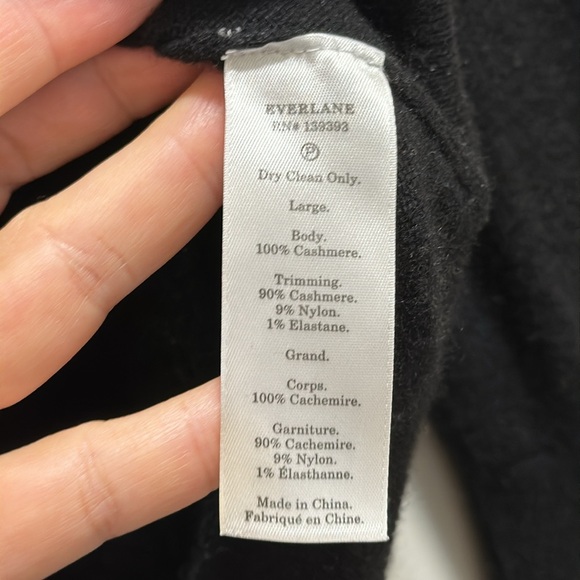 EVERLANE
RN# 139393
P
Dry Clean Only.
Large.
Body.
100% Cashmere.
Trimming.
90% Cashmere.
9% Nylon.
1% Elastane.
Grand.
Corps.
100% Cachemire.
Garniture.
90% Cachemire.
9% Nylon.
1% Élasthanne.
Made in China.
Fabriqué en Chine.